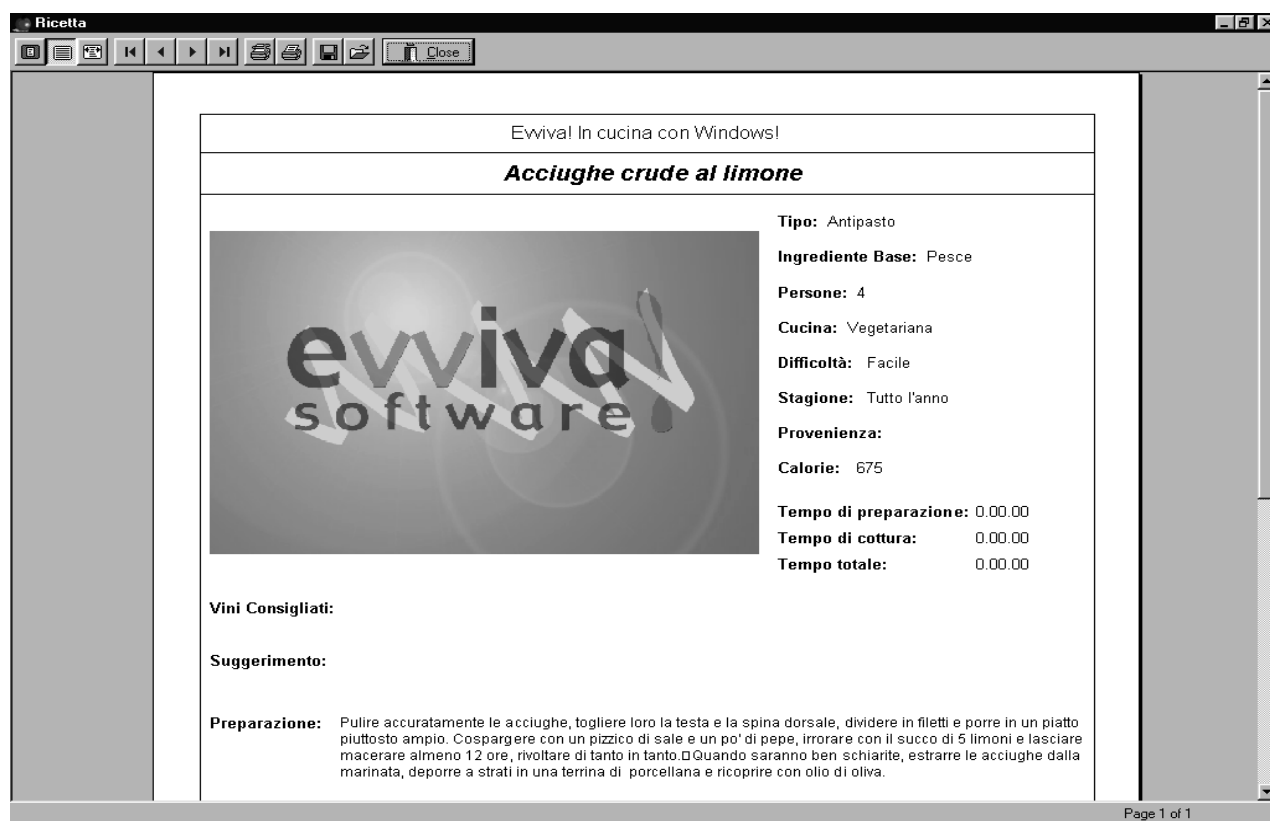 Ricetta
Close
Evviva! In cucina con Windows!
Acciughe crude al limone
evviva!
software
Tipo: Antipasto
Ingrediente Base: Pesce
Persone: 4
Cucina: Vegetariana
Difficoltà: Facile
Stagione: Tutto l'anno
Provenienza:
Calorie: 675
Tempo di preparazione: 0.00.00
Tempo di cottura: 0.00.00
Tempo totale: 0.00.00
Vini Consigliati:
Suggerimento:
Preparazione: Pulire accuratamente le acciughe, togliere loro la testa e la spina dorsale, dividere in filetti e porre in un piatto
piuttosto ampio. Cospargere con un pizzico di sale e un po' di pepe, irrorare con il succo di 5 limoni e lasciare
macerare almeno 12 ore, rivoltare di tanto in tanto.▯Quando saranno ben schiarite, estrarre le acciughe dalla
marinata, deporre a strati in una terrina di porcellana e ricoprire con olio di oliva.
Page 1 of 1